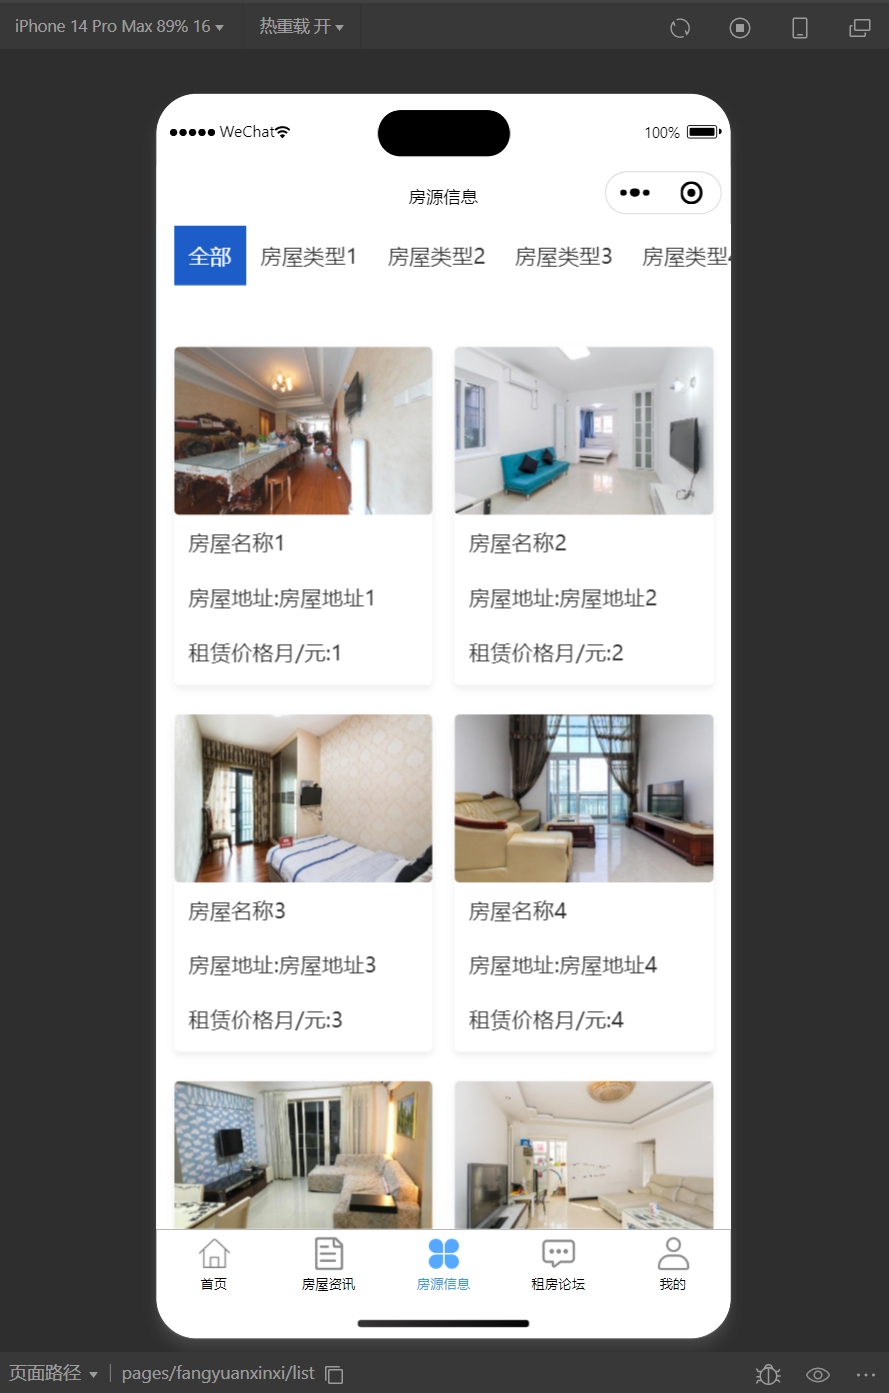 iPhone 14 Pro Max 89% 16
热重载 开
WeChat
100%
房源信息
全部
房屋类型1
房屋类型2
房屋类型3
房屋类型4
房屋名称1
房屋地址:房屋地址1
租赁价格月/元:1
房屋名称2
房屋地址:房屋地址2
租赁价格月/元:2
房屋名称3
房屋地址:房屋地址3
租赁价格月/元:3
房屋名称4
房屋地址:房屋地址4
租赁价格月/元:4
首页
房屋资讯
房源信息
租房论坛
我的
页面路径
pages/fangyuanxinxi/list